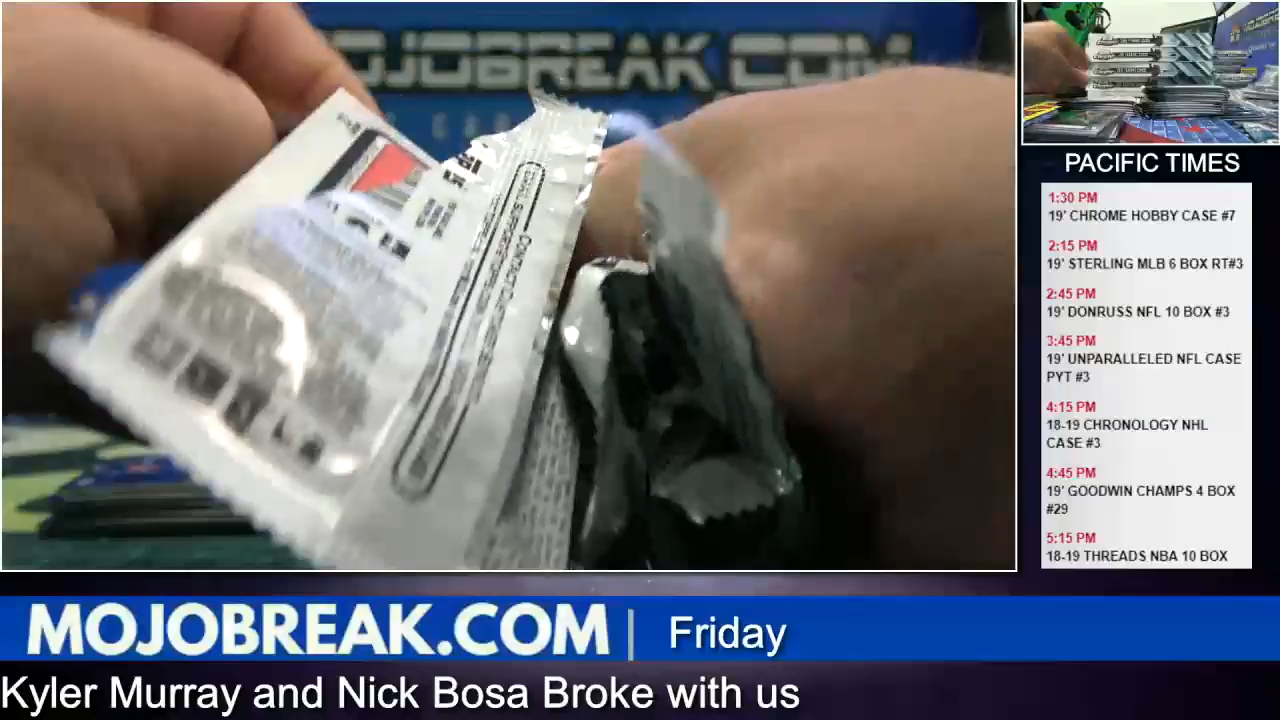 MOJOBREAK.COM
PACIFIC TIMES
1:30 PM
19' CHROME HOBBY CASE #7
2:15 PM
19' STERLING MLB 6 BOX RT#3
2:45 PM
19' DONRUSS NFL 10 BOX #3
3:45 PM
19' UNPARALLELED NFL CASE
PYT #3
4:15 PM
18-19 CHRONOLOGY NHL
CASE #3
4:45 PM
19' GOODWIN CHAMPS 4 BOX
#29
5:15 PM
18-19 THREADS NBA 10 BOX
MOJOBREAK.COM | Friday
Kyler Murray and Nick Bosa Broke with us